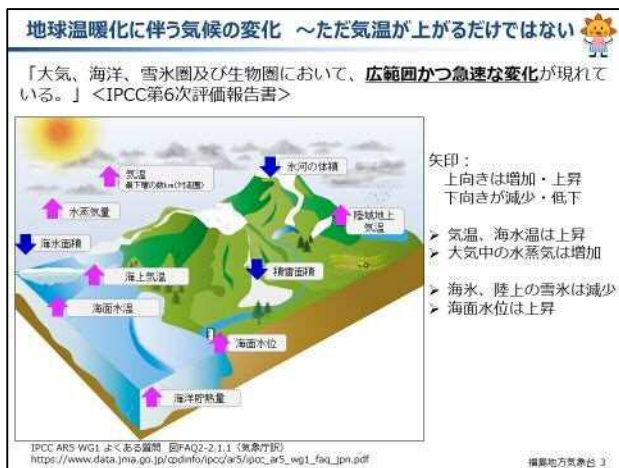 地球温暖化に伴う気候の変化 ～ただ気温が上がるだけではない
「大気、海洋、雪氷圏及び生物圏において、広範囲かつ急速な変化が現れて
いる。」＜IPCC第6次評価報告書＞
気温
最下層の数km(対流圏)
氷河の体積
水蒸気量
陸域地上
気温
海氷面積
海上気温
積雪面積
海面水温
海面水位
海洋貯熱量
矢印：
上向きは増加・上昇
下向きが減少・低下
➢ 気温、海水温は上昇
➢ 大気中の水蒸気は増加
➢ 海氷、陸上の雪氷は減少
➢ 海面水位は上昇
IPCC AR5 WG1 よくある質問 図FAQ2-2.1.1（気象庁訳）
https://www.data.jma.go.jp/cpdinfo/ipcc/ar5/ipcc_ar5_wg1_faq_jpn.pdf
福島地方気象台 3